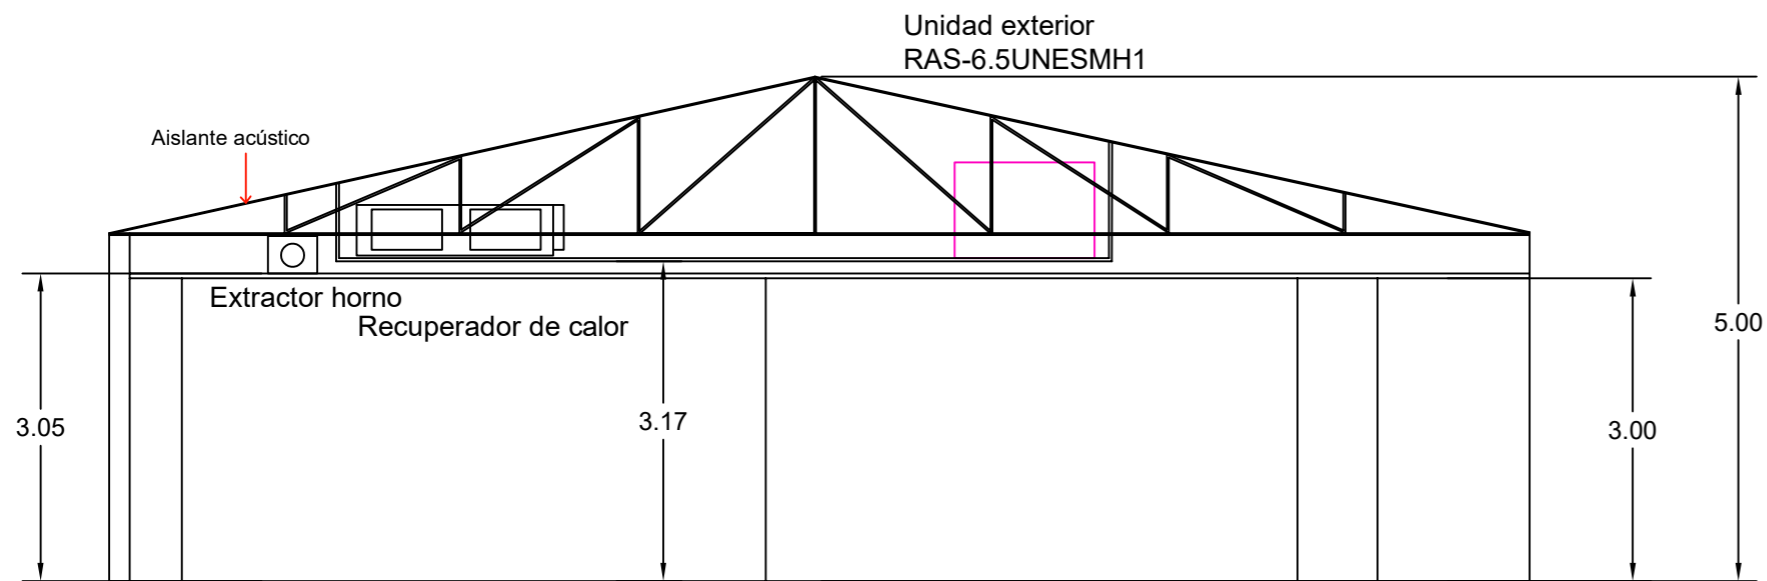 Unidad exterior
RAS-6.5UNESMH1
Aislante acústico
Extractor horno
Recuperador de calor
5.00
3.05
3.17
3.00